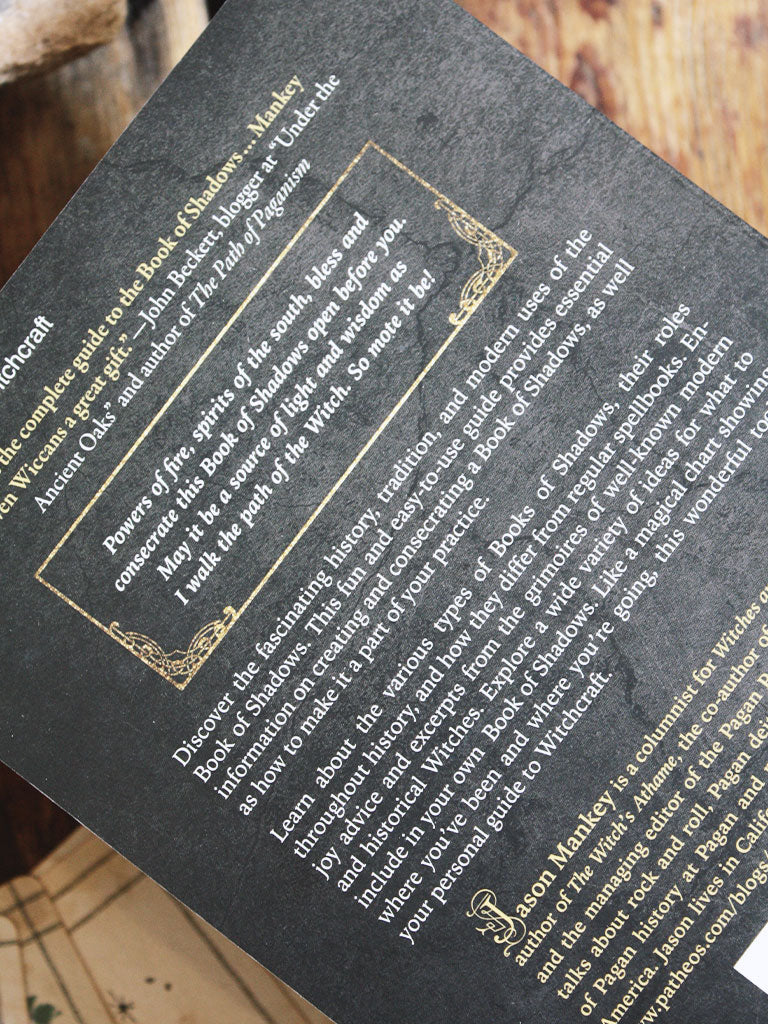 itchcraft
the complete guide to the Book of Shadows... Mankey
ven Wiccans a great gift." —John Beckett, blogger at "Under the
Ancient Oaks" and author of The Path of Paganism
Powers of fire, spirits of the south, bless and
consecrate this Book of Shadows open before you.
May it be a source of light and wisdom as
I walk the path of the Witch. So mote it be!
Discover the fascinating history, tradition, and modern uses of the
Book of Shadows. This fun and easy-to-use guide provides essential
information on creating and consecrating a Book of Shadows, as well
as how to make it a part of your practice.
Learn about the various types of Books of Shadows, their roles
throughout history, and how they differ from regular spellbooks. En-
joy advice and excerpts from the grimoires of well-known modern
and historical Witches. Explore a wide variety of ideas for what to
include in your own Book of Shadows. Like a magical chart showing
where you've been and where you're going, this wonderful
your personal guide to Witchcraft.
Jason Mankey is a columnist for Witches
author of The Witch's Athame, the co-author of
and the managing editor of the Pagan
talks about rock and roll, Pagan
of Pagan history at Pagan and
America. Jason lives in
ww.patheos.com/blogs/